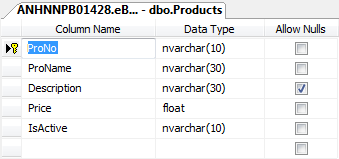 ANHNNPB01428.eB... - dbo.Products
Column Name Data Type Allow Nulls
ProNo nvarchar(10)
ProName nvarchar(30)
Description nvarchar(30)
Price float
IsActive nvarchar(10)